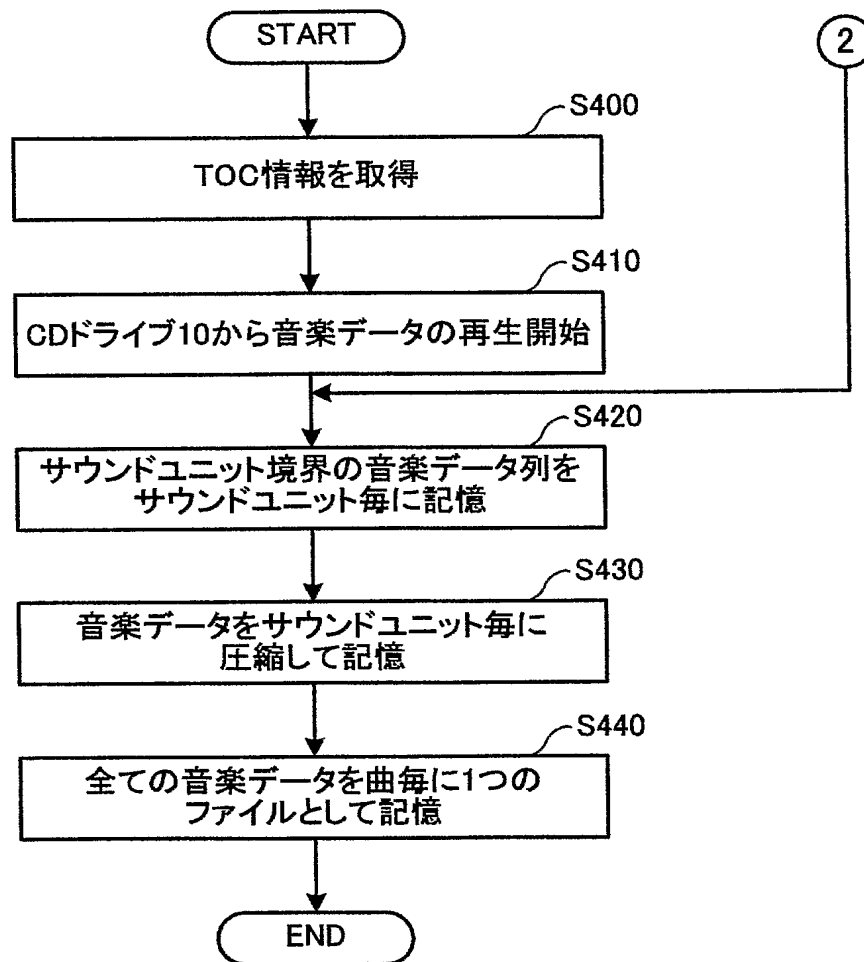 START
2
S400
TOC情報を取得
S410
CDドライブ10から音楽データの再生開始
S420
サウンドユニット境界の音楽データ列を
サウンドユニット毎に記憶
S430
音楽データをサウンドユニット毎に
圧縮して記憶
S440
全ての音楽データを曲毎に1つの
ファイルとして記憶
END